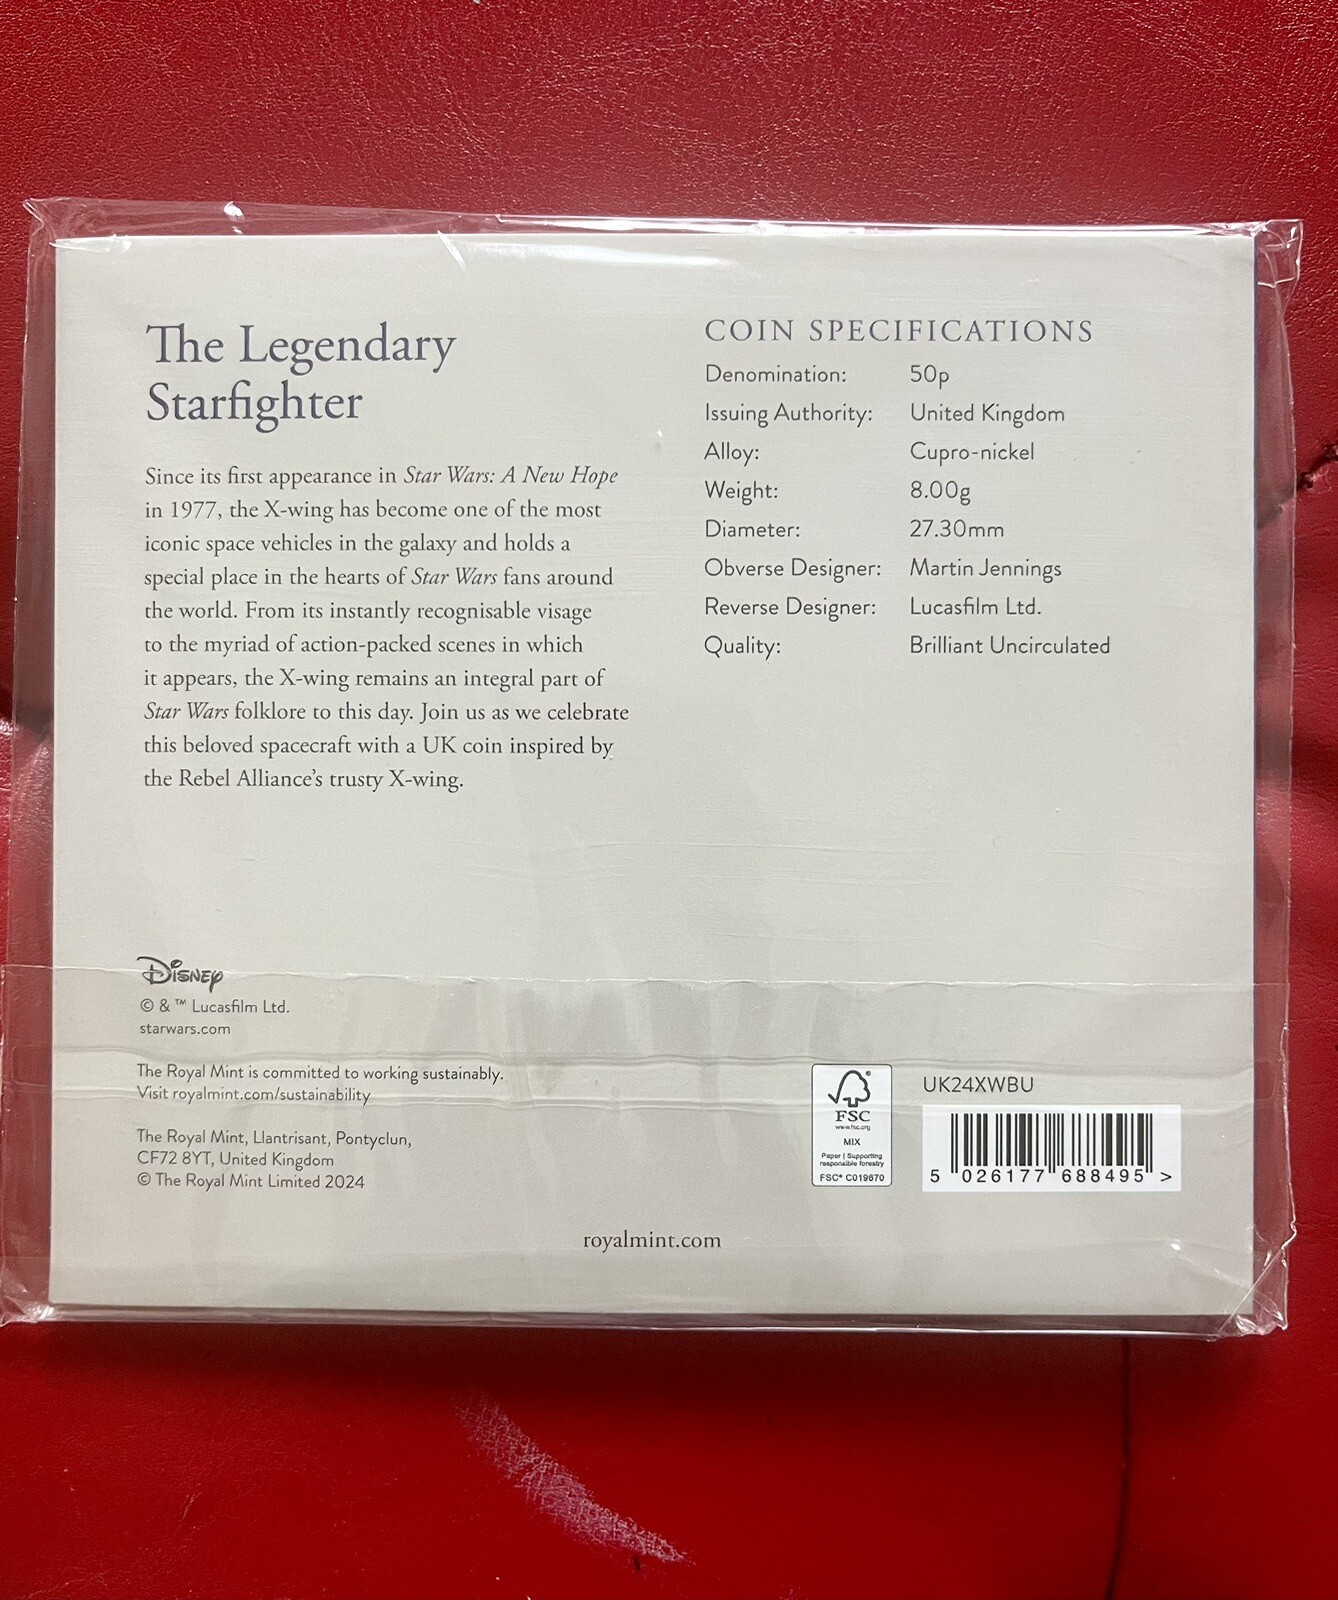 The Legendary
Starfighter
Since its first appearance in Star Wars: A New Hope
in 1977, the X-wing has become one of the most
iconic space vehicles in the galaxy and holds a
special place in the hearts of Star Wars fans around
the world. From its instantly recognisable visage
to the myriad of action-packed scenes in which
it appears, the X-wing remains an integral part of
Star Wars folklore to this day. Join us as we celebrate
this beloved spacecraft with a UK coin inspired by
the Rebel Alliance's trusty X-wing.
COIN SPECIFICATIONS
Denomination: 50p
Issuing Authority: United Kingdom
Alloy: Cupro-nickel
Weight: 8.00g
Diameter: 27.30mm
Obverse Designer: Martin Jennings
Reverse Designer: Lucasfilm Ltd.
Quality: Brilliant Uncirculated
Disney
© & ™ Lucasfilm Ltd.
starwars.com
The Royal Mint is committed to working sustainably.
Visit royalmint.com/sustainability
The Royal Mint, Llantrisant, Pontyclun,
CF72 8YT, United Kingdom
© The Royal Mint Limited 2024
®
FSC
www.fsc.org
MIX
Paper | Supporting
responsible forestry
FSC® C019870
UK24XWBU
5 026177 688495 >
royalmint.com